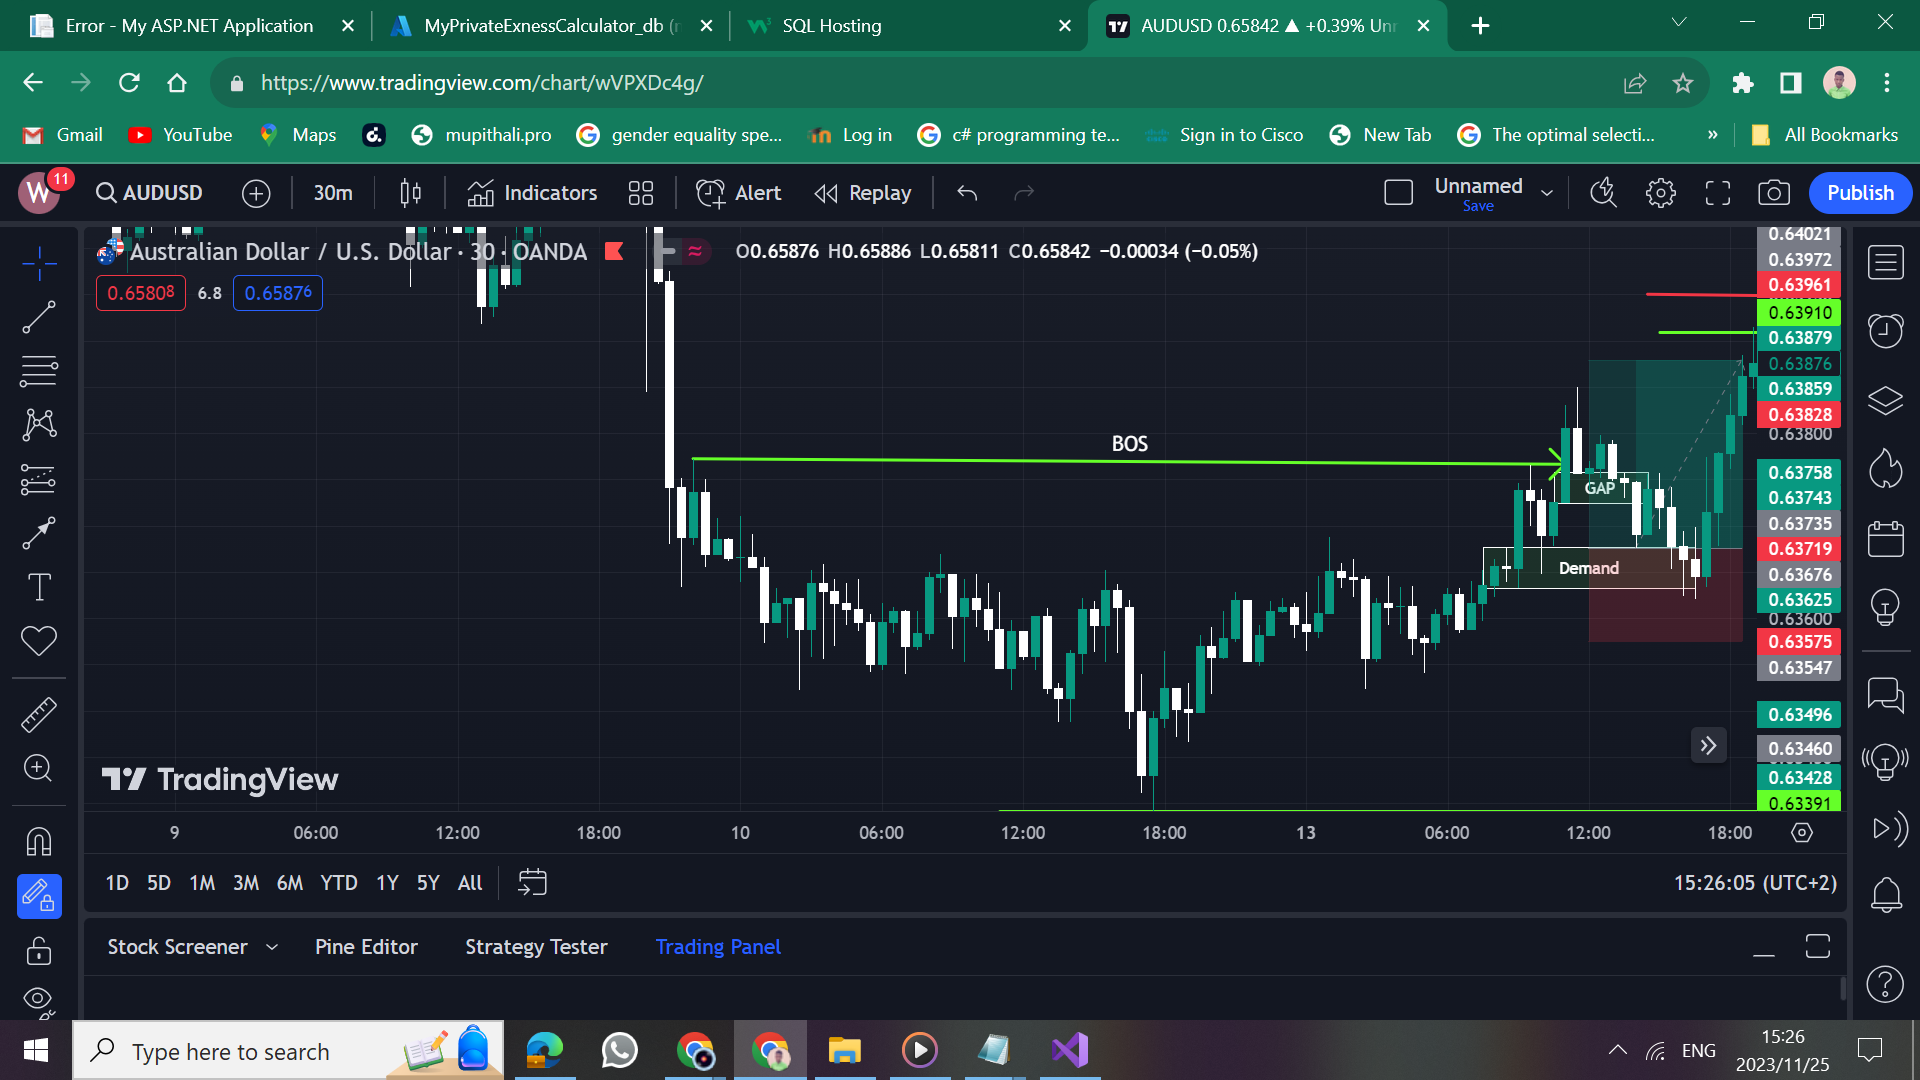 Error - My ASP.NET Application
MyPrivateExnessCalculator_db (
SQL Hosting
AUDUSD 0.65842 ▲ +0.39% Un
https://www.tradingview.com/chart/wVPXDc4g/
Gmail
YouTube
Maps
mupithali.pro
gender equality spe...
Log in
c# programming te...
Sign in to Cisco
New Tab
The optimal selecti...
»
All Bookmarks
W
11
AUDUSD
30m
Indicators
Alert
Replay
Unnamed
Save
Publish
Australian Dollar / U.S. Dollar · 30 · OANDA
O0.65876 H0.65886 L0.65811 C0.65842 −0.00034 (−0.05%)
0.65808
6.8
0.65876
BOS
GAP
Demand
0.64021
0.63972
0.63961
0.63910
0.63879
0.63876
0.63859
0.63828
0.63800
0.63758
0.63743
0.63735
0.63719
0.63676
0.63625
0.63600
0.63575
0.63547
0.63496
0.63460
0.63428
0.63391
TradingView
9
06:00
12:00
18:00
10
06:00
12:00
18:00
13
06:00
12:00
18:00
1D 5D 1M 3M 6M YTD 1Y 5Y All
15:26:05 (UTC+2)
Stock Screener
Pine Editor
Strategy Tester
Trading Panel
Type here to search
ENG
15:26
2023/11/25